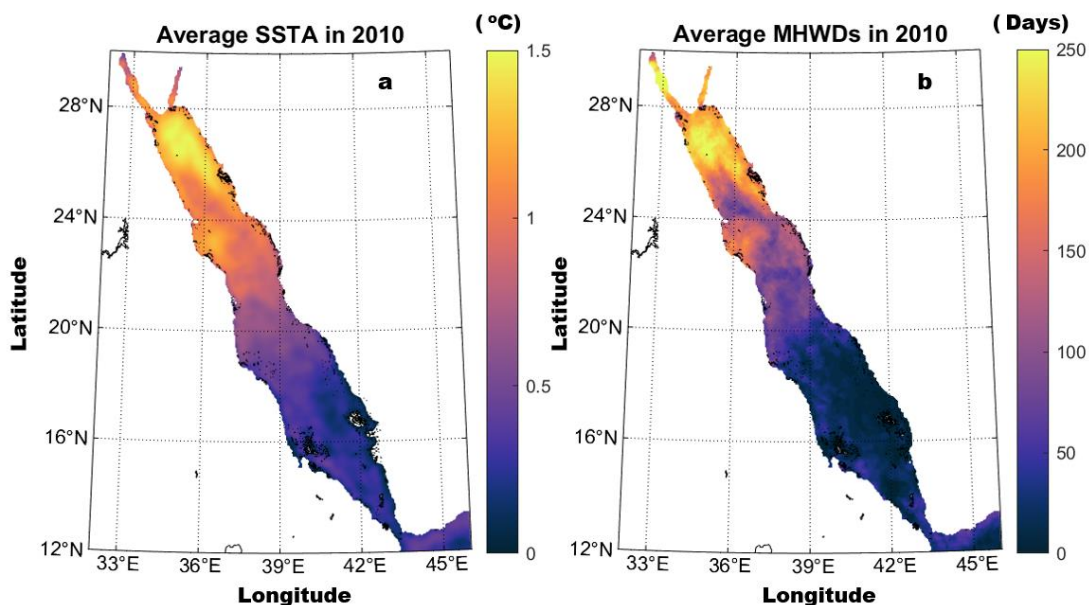 Average SSTA in 2010
(ºC)
a
1.5
1
0.5
0
28°N
24°N
20°N
16°N
12°N
Latitude
33°E
36°E
39°E
42°E
45°E
Longitude
Average MHWDs in 2010
( Days)
b
250
200
150
100
50
0
28°N
24°N
20°N
16°N
12°N
Latitude
33°E
36°E
39°E
42°E
45°E
Longitude